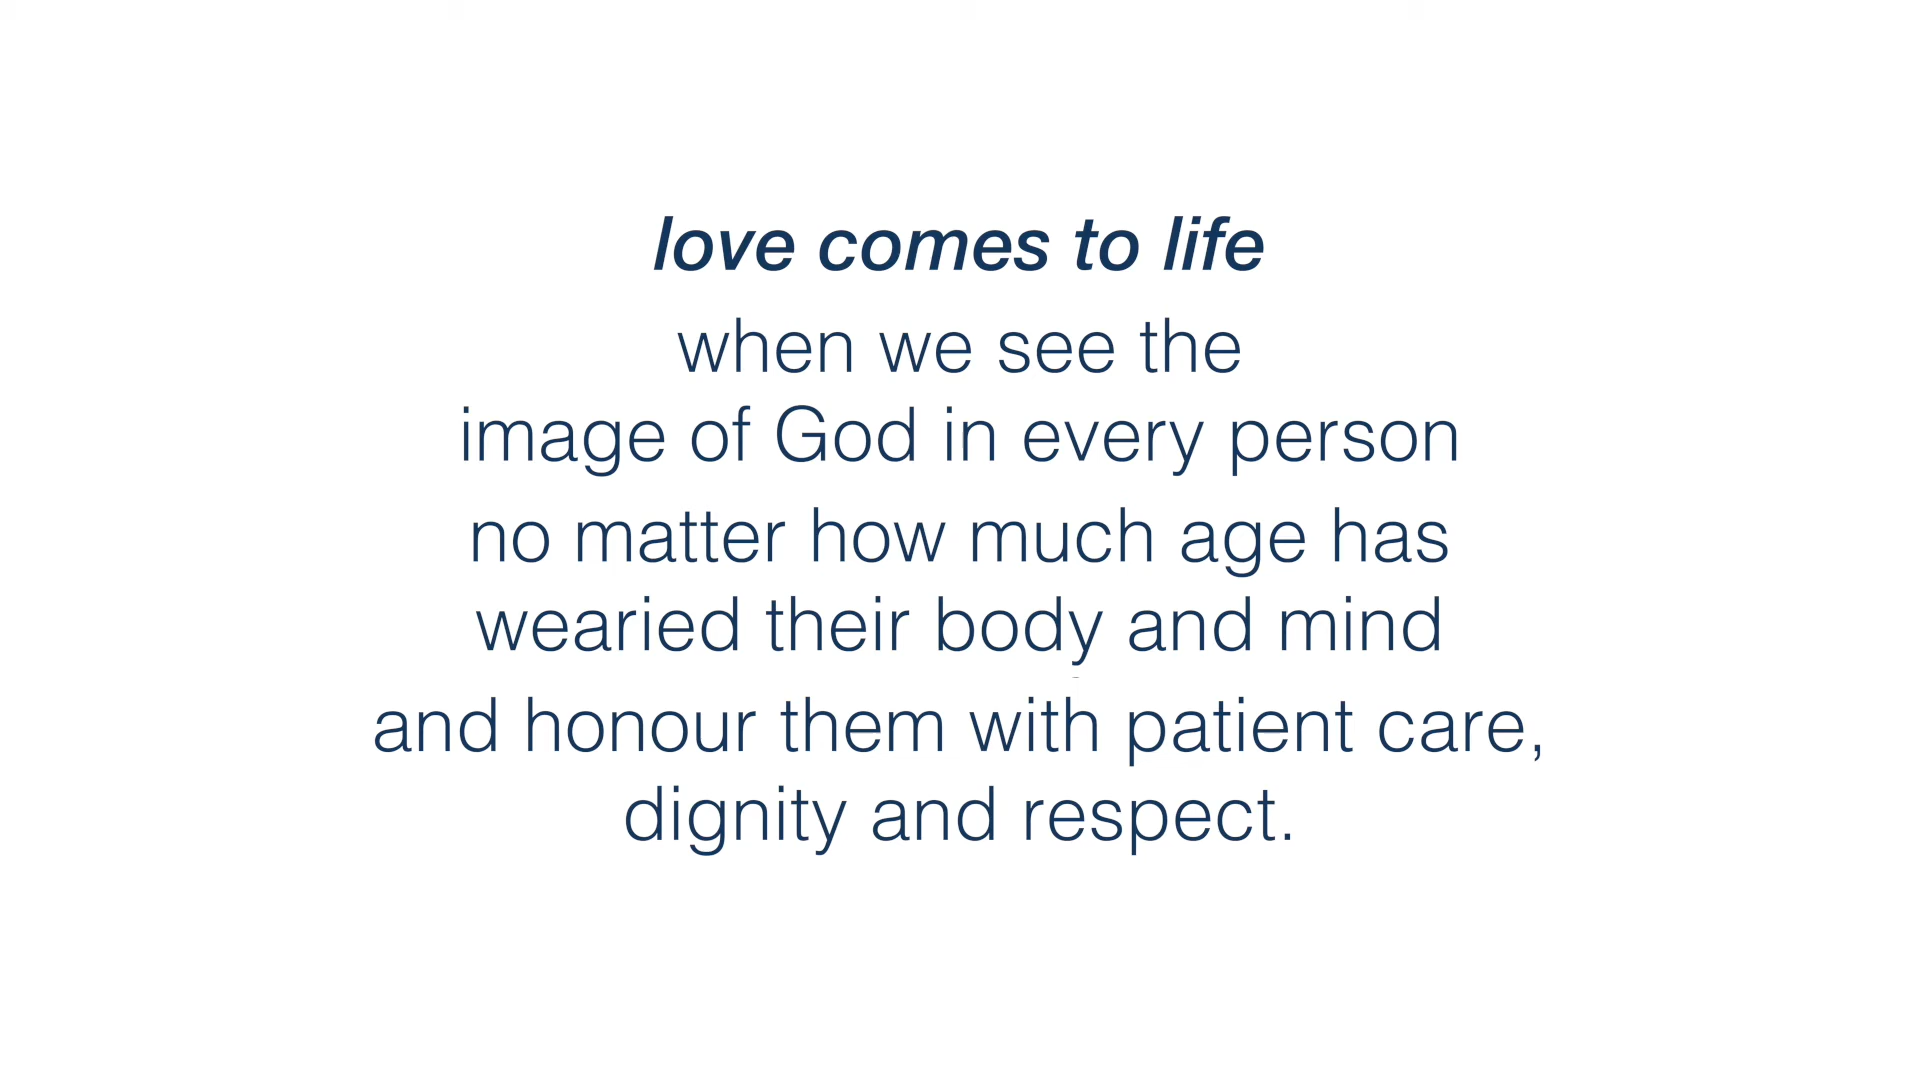 love comes to life
when we see the
image of God in every person
no matter how much age has
wearied their body and mind
and honour them with patient care,
dignity and respect.